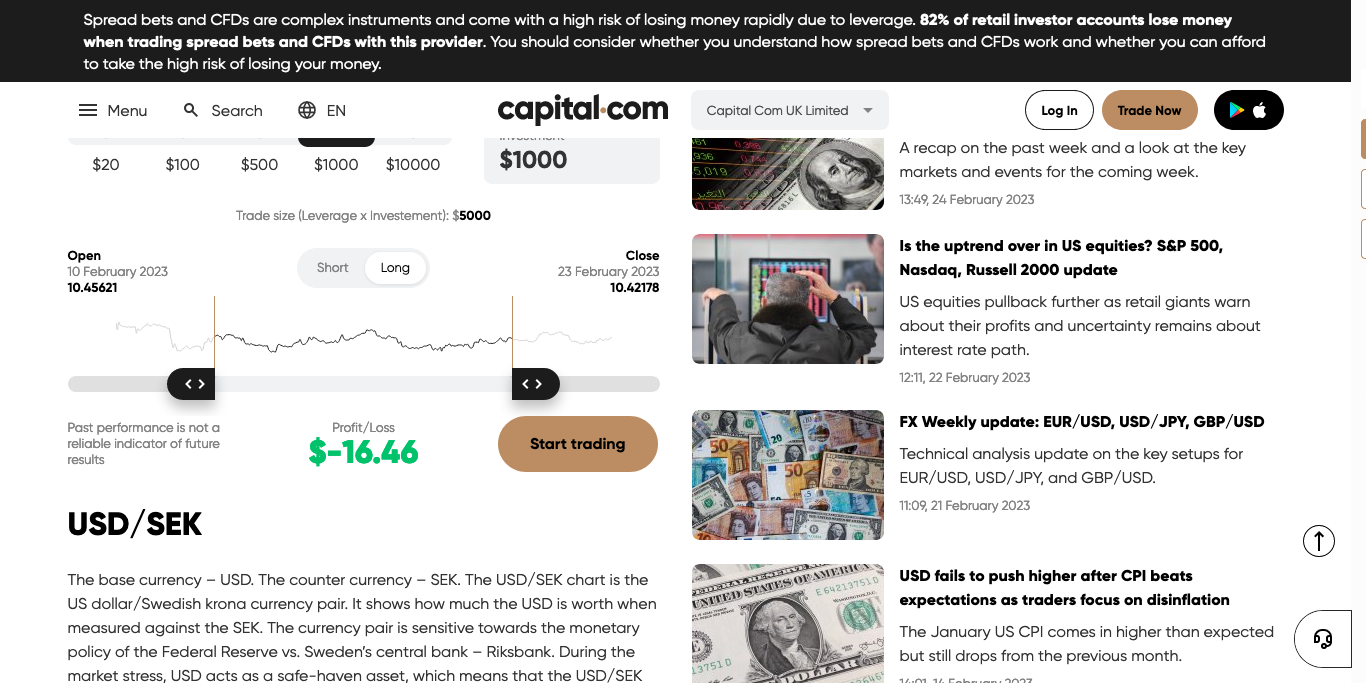 Spread bets and CFDs are complex instruments and come with a high risk of losing money rapidly due to leverage. 82% of retail investor accounts lose money
when trading spread bets and CFDs with this provider. You should consider whether you understand how spread bets and CFDs work and whether you can afford
to take the high risk of losing your money.
Menu
Search
EN
capital.com
Capital Com UK Limited
Log In
Trade Now
$20
$100
$500
$1000
$10000
Investment
$1000
Trade size (Leverage x Investement): $5000
Open
10 February 2023
10.45621
Short
Long
Close
23 February 2023
10.42178
Past performance is not a
reliable indicator of future
results
Profit/Loss
$-16.46
Start trading
USD/SEK
The base currency – USD. The counter currency – SEK. The USD/SEK chart is the
US dollar/Swedish krona currency pair. It shows how much the USD is worth when
measured against the SEK. The currency pair is sensitive towards the monetary
policy of the Federal Reserve vs. Sweden's central bank – Riksbank. During the
market stress, USD acts as a safe-haven asset, which means that the USD/SEK
A recap on the past week and a look at the key
markets and events for the coming week.
13:49, 24 February 2023
Is the uptrend over in US equities? S&P 500,
Nasdaq, Russell 2000 update
US equities pullback further as retail giants warn
about their profits and uncertainty remains about
interest rate path.
12:11, 22 February 2023
FX Weekly update: EUR/USD, USD/JPY, GBP/USD
Technical analysis update on the key setups for
EUR/USD, USD/JPY, and GBP/USD.
11:09, 21 February 2023
USD fails to push higher after CPI beats
expectations as traders focus on disinflation
The January US CPI comes in higher than expected
but still drops from the previous month.
14:01, 14 February 2023